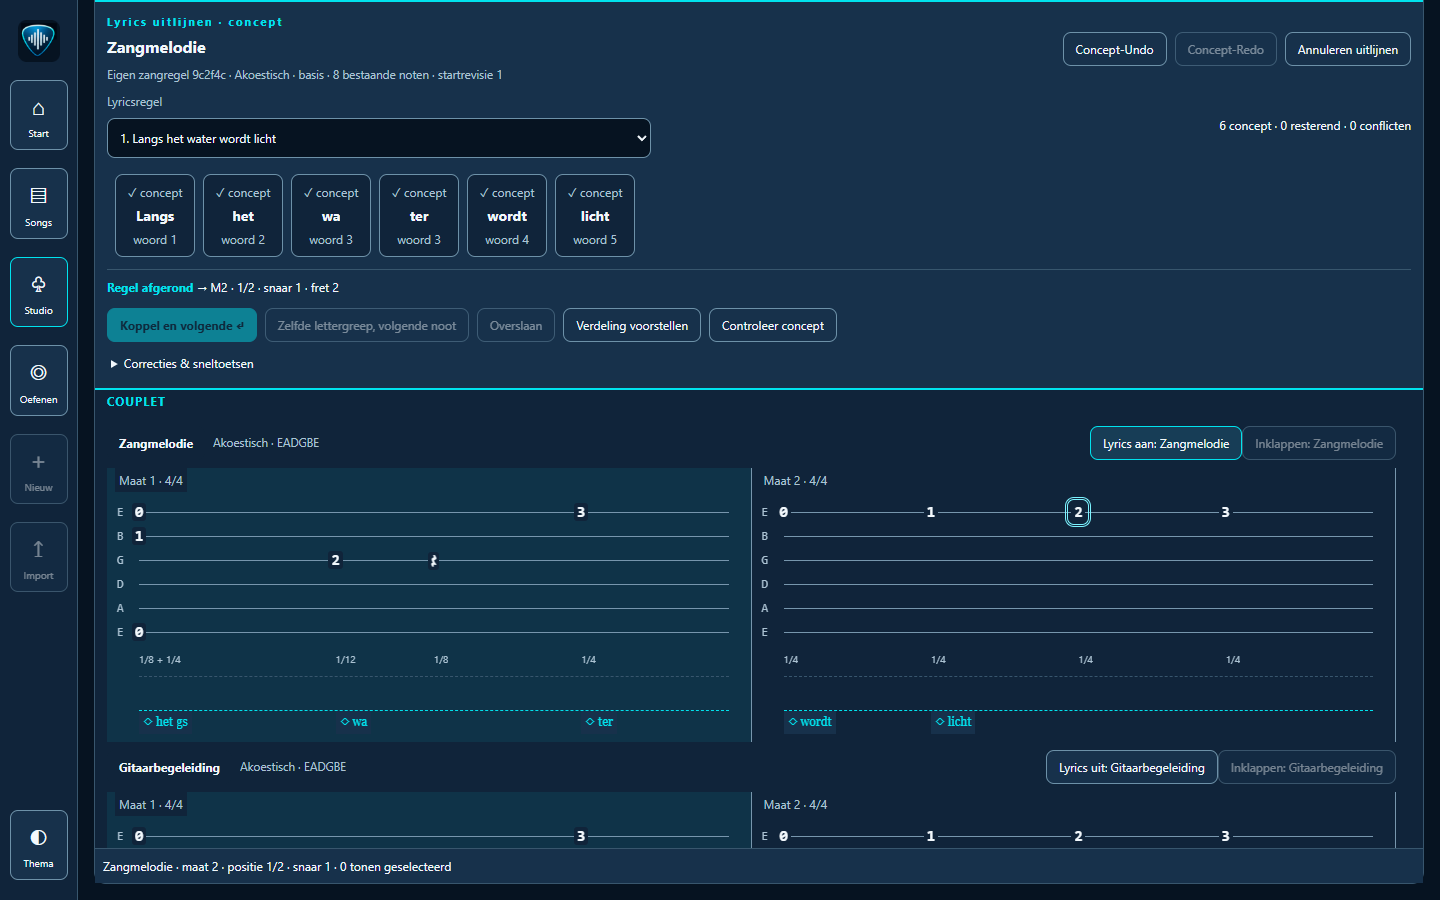 Lyrics uitlijnen · concept
Zangmelodie
Concept-Undo
Concept-Redo
Annuleren uitlijnen
Eigen zangregel 9c2f4c · Akoestisch · basis · 8 bestaande noten · startrevisie 1
Lyricsregel
1. Langs het water wordt licht
6 concept · 0 resterend · 0 conflicten
✓ concept ✓ concept ✓ concept ✓ concept ✓ concept ✓ concept
Langs het wa ter wordt licht
woord 1 woord 2 woord 3 woord 3 woord 4 woord 5
Regel afgerond → M2 · 1/2 · snaar 1 · fret 2
Koppel en volgende ↵
Zelfde lettergreep, volgende noot
Overslaan
Verdeling voorstellen
Controleer concept
▶ Correcties & sneltoetsen
COUPLET
Zangmelodie Akoestisch · EADGBE
Lyrics aan: Zangmelodie
Inklappen: Zangmelodie
Maat 1 · 4/4 Maat 2 · 4/4
E 0 3 E 0 1 2 3
B 1 B
G 2 G
D D
A A
E 0 E
1/8 + 1/4 1/12 1/8 1/4 1/4 1/4 1/4 1/4
◇ wa ◇ ter ◇ wordt ◇ licht
Gitaarbegeleiding Akoestisch · EADGBE
Lyrics uit: Gitaarbegeleiding
Inklappen: Gitaarbegeleiding
Maat 1 · 4/4 Maat 2 · 4/4
E 0 3 E 0 1 2 3
Zangmelodie · maat 2 · positie 1/2 · snaar 1 · 0 tonen geselecteerd
Start
Songs
Studio
Oefenen
Nieuw
Import
Thema